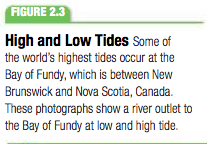 FIGURE 2.3
High and Low Tides Some of
the world's highest tides occur at the
Bay of Fundy, which is between New
Brunswick and Nova Scotia, Canada.
These photographs show a river outlet to
the Bay of Fundy at low and high tide.